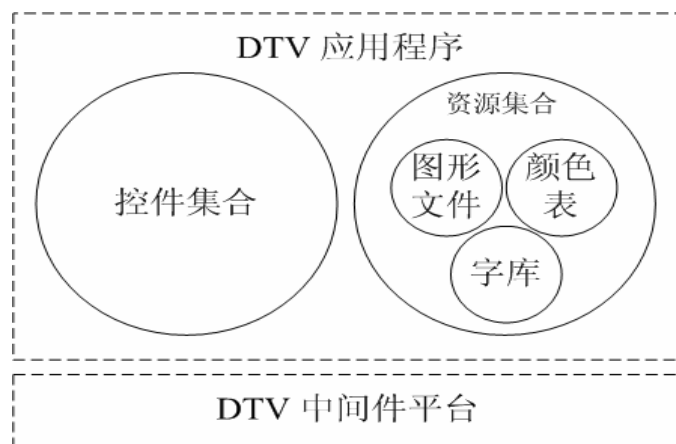 DTV 应用程序
资源集合
控件集合
图形
文件
颜色
表
字库
DTV 中间件平台